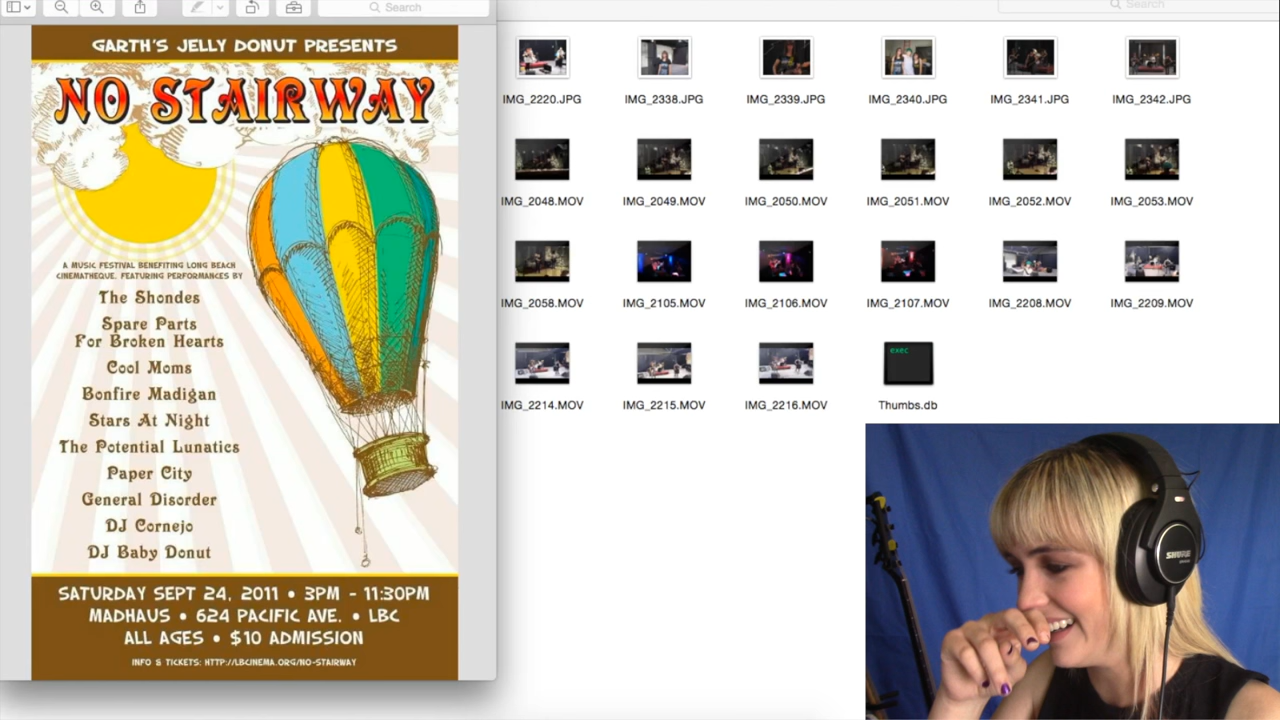 Search
Search
GARTH'S JELLY DONUT PRESENTS
NO STAIRWAY
A MUSIC FESTIVAL BENEFITING LONG BEACH
CINEMATHEQUE, FEATURING PERFORMANCES BY
The Shondes
Spare Parts
For Broken Hearts
Cool Moms
Bonfire Madigan
Stars At Night
The Potential Lunatics
Paper City
General Disorder
DJ Cornejo
DJ Baby Donut
SATURDAY SEPT 24, 2011 • 3PM - 11:30PM
MADHAUS • 624 PACIFIC AVE. • LBC
ALL AGES • $10 ADMISSION
INFO & TICKETS: HTTP://LBCINEMA.ORG/NO-STAIRWAY
IMG_2220.JPG IMG_2338.JPG IMG_2339.JPG IMG_2340.JPG IMG_2341.JPG IMG_2342.JPG
IMG_2048.MOV IMG_2049.MOV IMG_2050.MOV IMG_2051.MOV IMG_2052.MOV IMG_2053.MOV
IMG_2058.MOV IMG_2105.MOV IMG_2106.MOV IMG_2107.MOV IMG_2208.MOV IMG_2209.MOV
exec
IMG_2214.MOV IMG_2215.MOV IMG_2216.MOV Thumbs.db
SHURE